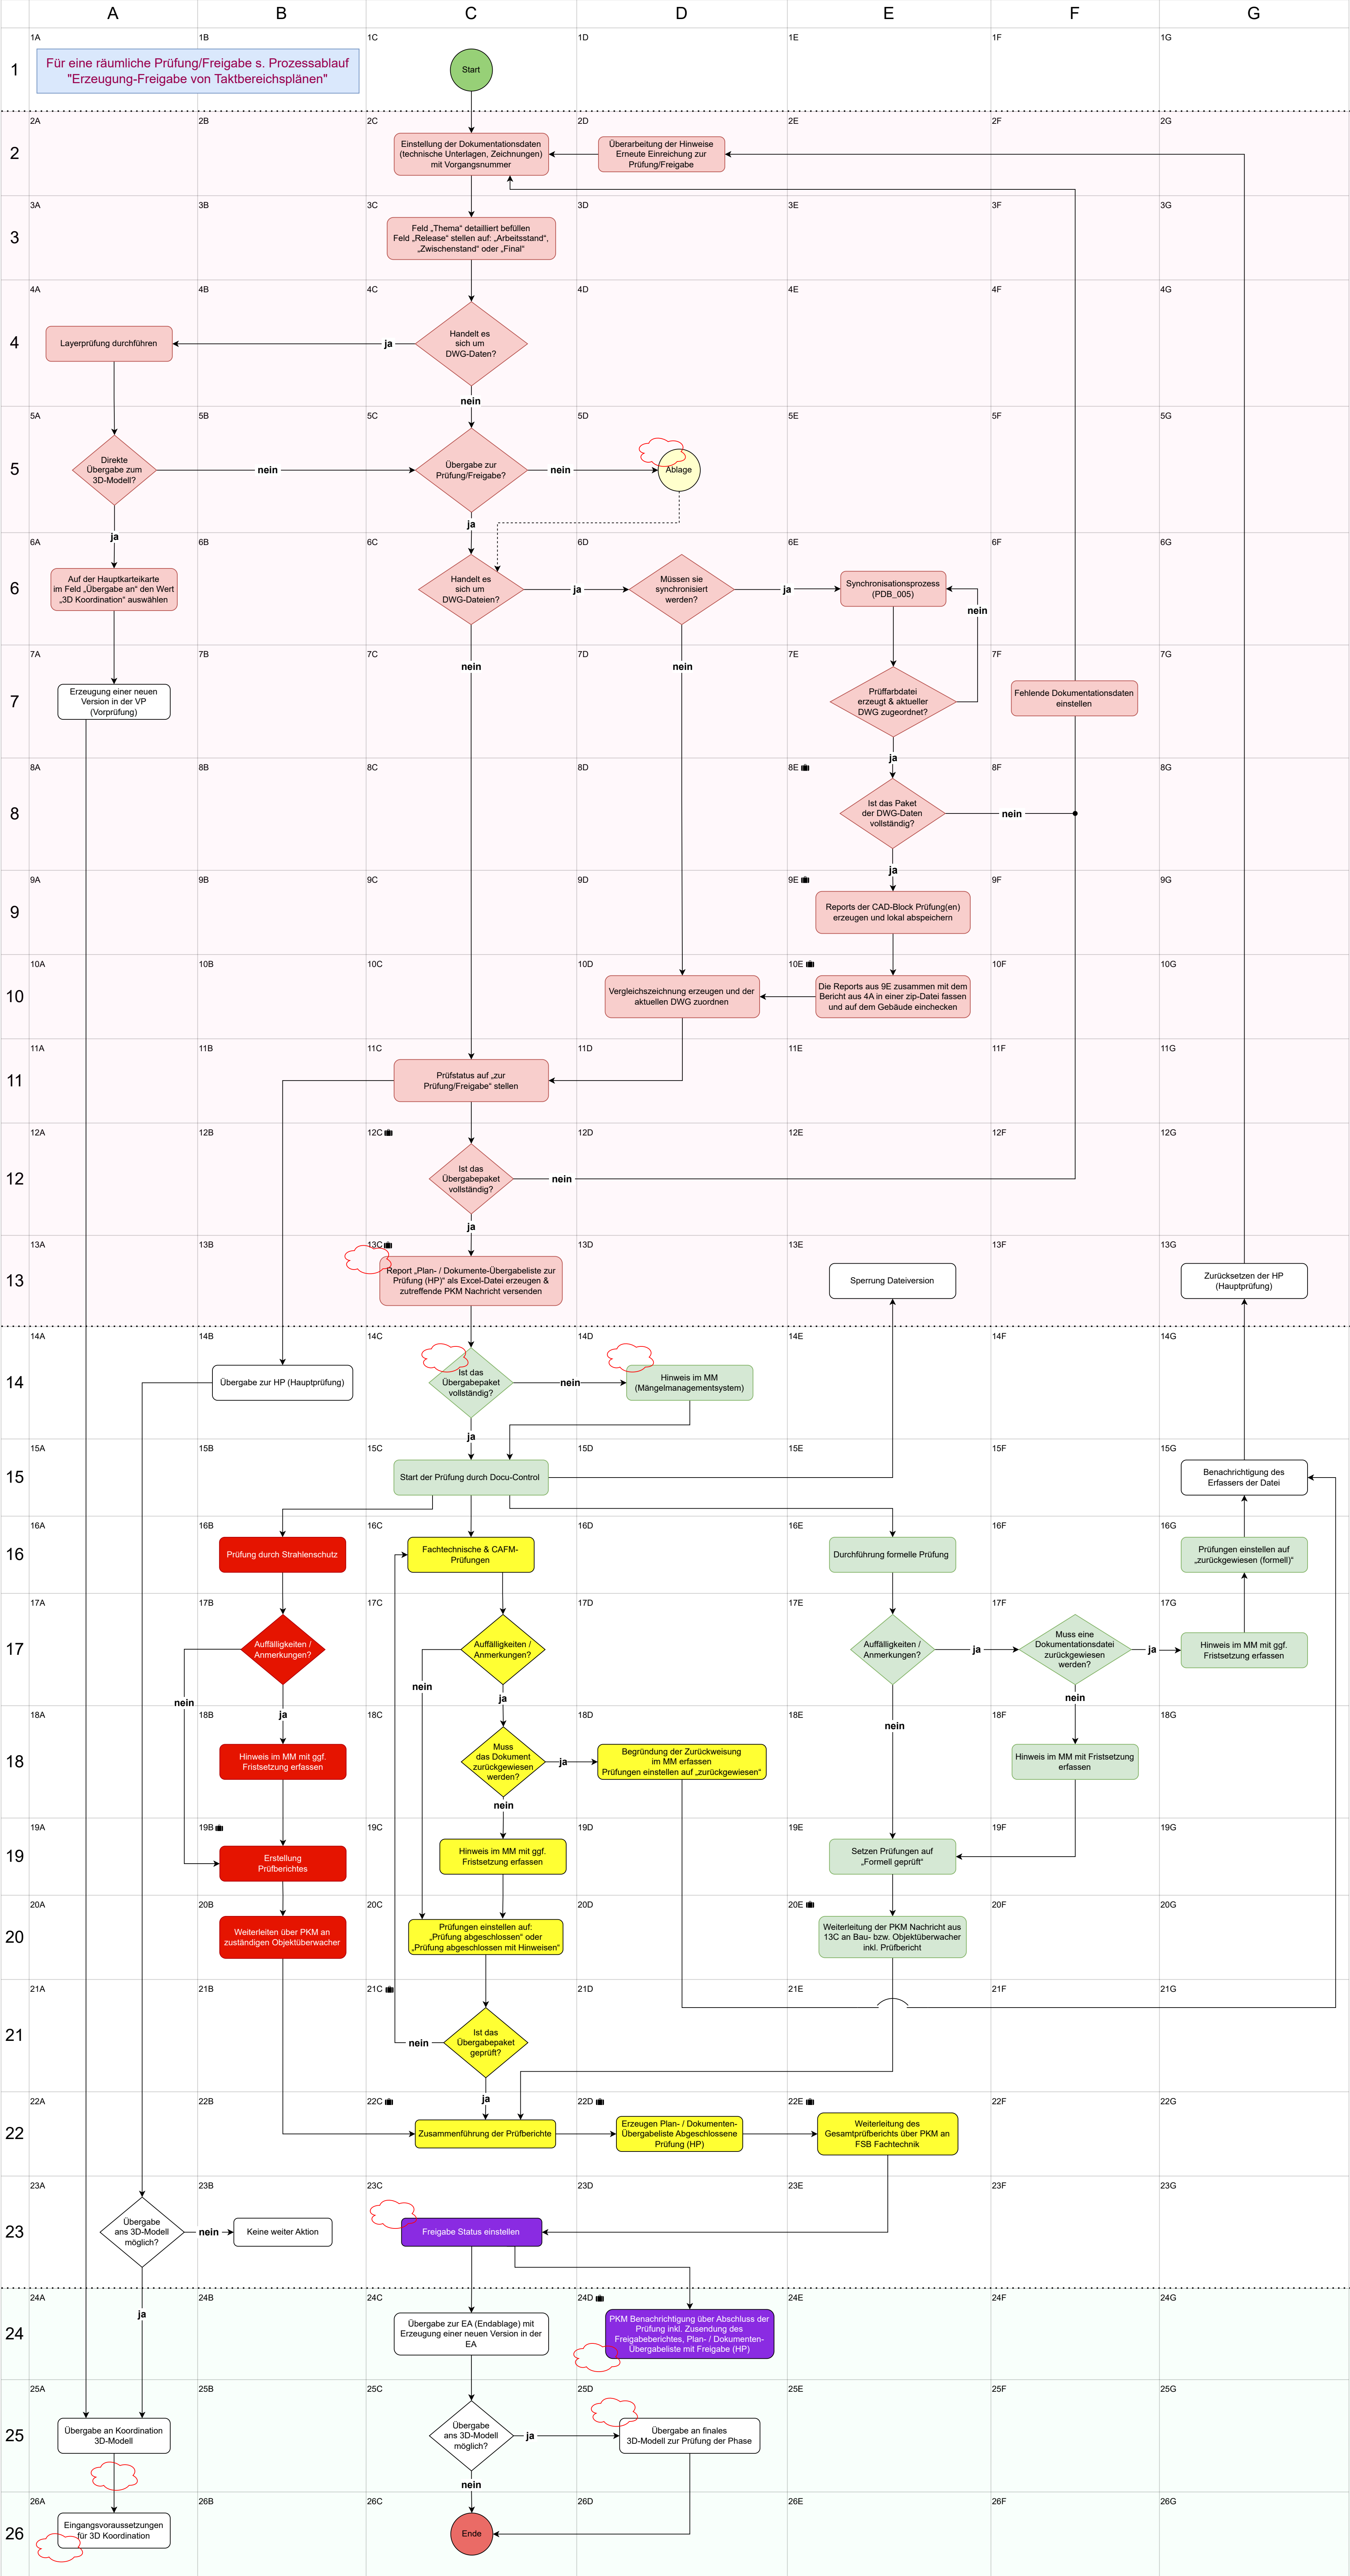 A
B
C
D
E
F
G
1
1A
1B
1C
1D
1E
1F
1G
Für eine räumliche Prüfung/Freigabe s. Prozessablauf
"Erzeugung-Freigabe von Taktbereichsplänen"
Start
2
2A
2B
2C
2D
2E
2F
2G
Einstellung der Dokumentationsdaten
(technische Unterlagen, Zeichnungen)
mit Vorgangsnummer
Überarbeitung der Hinweise
Erneute Einreichung zur
Prüfung/Freigabe
3
3A
3B
3C
3D
3E
3F
3G
Feld „Thema“ detailliert befüllen
Feld „Release“ stellen auf: „Arbeitsstand“,
„Zwischenstand“ oder „Final“
4
4A
4B
4C
4D
4E
4F
4G
Layerprüfung durchführen
ja
Handelt es
sich um
DWG-Daten?
nein
5
5A
5B
5C
5D
5E
5F
5G
Direkte
Übergabe zum
3D-Modell?
nein
Übergabe zur
Prüfung/Freigabe?
nein
Ablage
ja
ja
6
6A
6B
6C
6D
6E
6F
6G
Auf der Hauptkarteikarte
im Feld „Übergabe an“ den Wert
„3D Koordination“ auswählen
Handelt es
sich um
DWG-Dateien?
ja
Müssen sie
synchronisiert
werden?
ja
Synchronisationsprozess
(PDB_005)
nein
7
7A
7B
7C
7D
7E
7F
7G
Erzeugung einer neuen
Version in der VP
(Vorprüfung)
nein
nein
Prüffarbdatei
erzeugt & aktueller
DWG zugeordnet?
Fehlende Dokumentationsdaten
einstellen
ja
8
8A
8B
8C
8D
8E
8F
8G
Ist das Paket
der DWG-Daten
vollständig?
nein
ja
9
9A
9B
9C
9D
9E
9F
9G
Reports der CAD-Block Prüfung(en)
erzeugen und lokal abspeichern
10
10A
10B
10C
10D
10E
10F
10G
Vergleichszeichnung erzeugen und der
aktuellen DWG zuordnen
Die Reports aus 9E zusammen mit dem
Bericht aus 4A in einer zip-Datei fassen
und auf dem Gebäude einchecken
11
11A
11B
11C
11D
11E
11F
11G
Prüfstatus auf „zur
Prüfung/Freigabe“ stellen
12
12A
12B
12C
12D
12E
12F
12G
Ist das
Übergabepaket
vollständig?
nein
ja
13
13A
13B
13C
13D
13E
13F
13G
Report „Plan- / Dokumente-Übergabeliste zur
Prüfung (HP)“ als Excel-Datei erzeugen &
zutreffende PKM Nachricht versenden
Sperrung Dateiversion
Zurücksetzen der HP
(Hauptprüfung)
14
14A
14B
14C
14D
14E
14F
14G
Übergabe zur HP (Hauptprüfung)
Ist das
Übergabepaket
vollständig?
nein
Hinweis im MM
(Mängelmanagementsystem)
ja
15
15A
15B
15C
15D
15E
15F
15G
Start der Prüfung durch Docu-Control
Benachrichtigung des
Erfassers der Datei
16
16A
16B
16C
16D
16E
16F
16G
Prüfung durch Strahlenschutz
Fachtechnische & CAFM-
Prüfungen
Durchführung formelle Prüfung
Prüfungen einstellen auf
„zurückgewiesen (formell)“
17
17A
17B
17C
17D
17E
17F
17G
Auffälligkeiten /
Anmerkungen?
Auffälligkeiten /
Anmerkungen?
Auffälligkeiten /
Anmerkungen?
ja
Muss eine
Dokumentationsdatei
zurückgewiesen
werden?
ja
Hinweis im MM mit ggf.
Fristsetzung erfassen
nein
ja
nein
ja
nein
nein
18
18A
18B
18C
18D
18E
18F
18G
Hinweis im MM mit ggf.
Fristsetzung erfassen
Muss
das Dokument
zurückgewiesen
werden?
ja
Begründung der Zurückweisung
im MM erfassen
Prüfungen einstellen auf „zurückgewiesen“
Hinweis im MM mit Fristsetzung
erfassen
nein
19
19A
19B
19C
19D
19E
19F
19G
Erstellung
Prüfberichtes
Hinweis im MM mit ggf.
Fristsetzung erfassen
Setzen Prüfungen auf
„Formell geprüft“
20
20A
20B
20C
20D
20E
20F
20G
Weiterleiten über PKM an
zuständigen Objektüberwacher
Prüfungen einstellen auf:
„Prüfung abgeschlossen“ oder
„Prüfung abgeschlossen mit Hinweisen“
Weiterleitung der PKM Nachricht aus
13C an Bau- bzw. Objektüberwacher
inkl. Prüfbericht
21
21A
21B
21C
21D
21E
21F
21G
nein
Ist das
Übergabepaket
geprüft?
ja
22
22A
22B
22C
22D
22E
22F
22G
Zusammenführung der Prüfberichte
Erzeugen Plan- / Dokumenten-
Übergabeliste Abgeschlossene
Prüfung (HP)
Weiterleitung des
Gesamtprüfberichts über PKM an
FSB Fachtechnik
23
23A
23B
23C
23D
23E
23F
23G
Übergabe
ans 3D-Modell
möglich?
nein
Keine weiter Aktion
Freigabe Status einstellen
24
24A
24B
24C
24D
24E
24F
24G
ja
Übergabe zur EA (Endablage) mit
Erzeugung einer neuen Version in der
EA
PKM Benachrichtigung über Abschluss der
Prüfung inkl. Zusendung des
Freigabeberichtes, Plan- / Dokumenten-
Übergabeliste mit Freigabe (HP)
25
25A
25B
25C
25D
25E
25F
25G
Übergabe an Koordination
3D-Modell
Übergabe
ans 3D-Modell
möglich?
ja
Übergabe an finales
3D-Modell zur Prüfung der Phase
nein
26
26A
26B
26C
26D
26E
26F
26G
Eingangsvoraussetzungen
für 3D Koordination
Ende